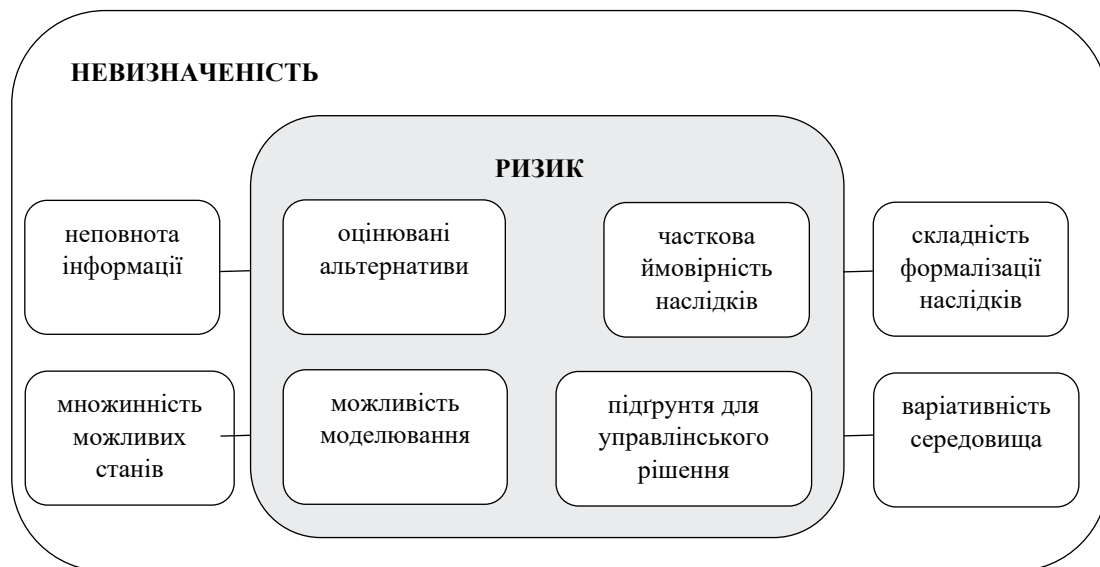 НЕВИЗНАЧЕНІСТЬ
РИЗИК
неповнота
інформації
оцінювані
альтернативи
часткова
ймовірність
наслідків
складність
формалізації
наслідків
множинність
можливих
станів
можливість
моделювання
підґрунтя для
управлінського
рішення
варіативність
середовища